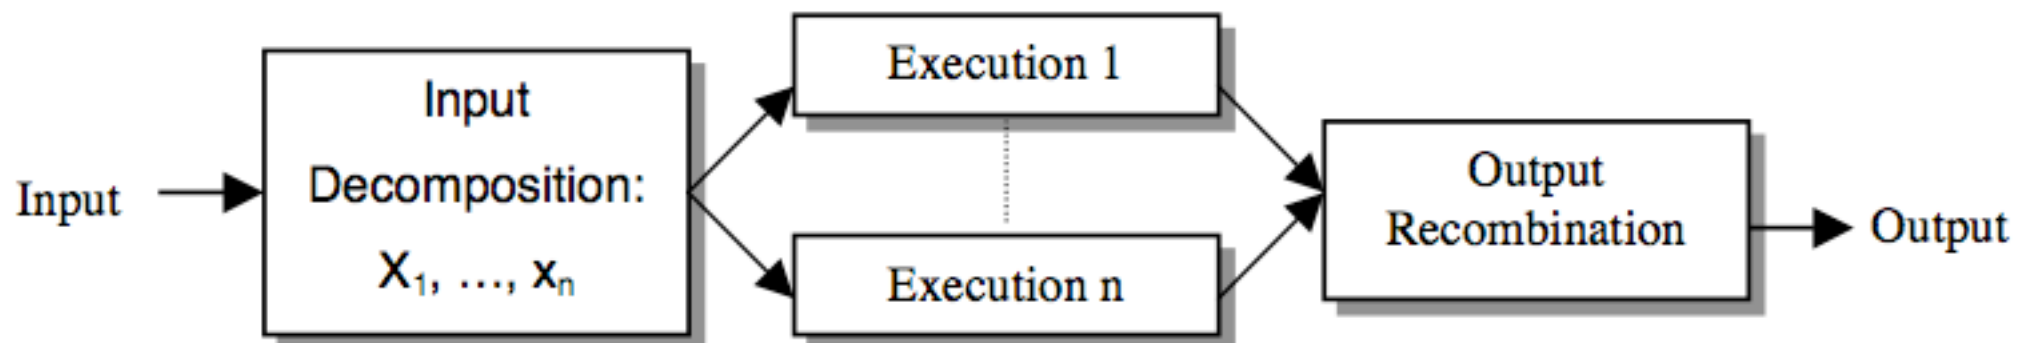 Input
Input
Decomposition:
X₁, ..., xₙ
Execution 1
Execution n
Output
Recombination
Output